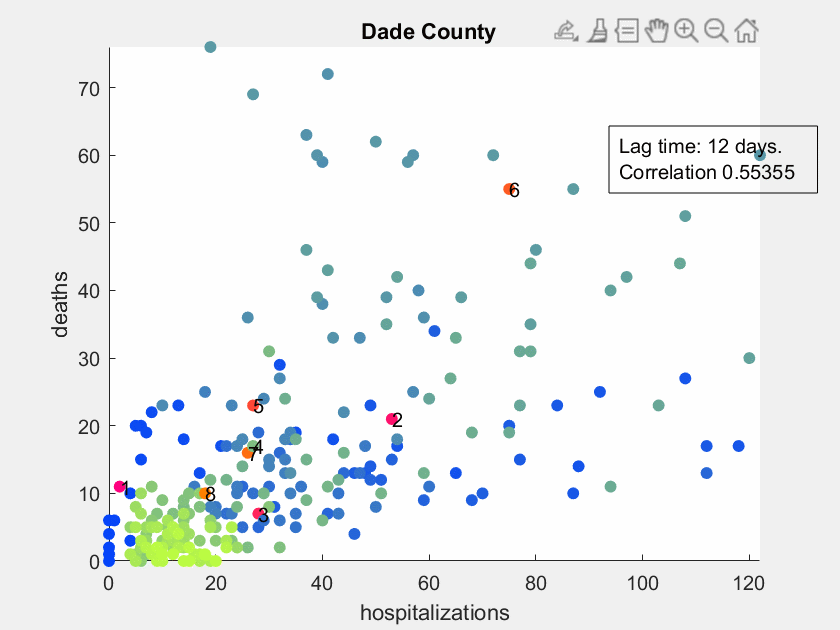 Dade County
Lag time: 12 days.
Correlation 0.55355
deaths
70
60
50
40
30
20
10
0
6
5
2
4
7
1
8
3
0 20 40 60 80 100 120
hospitalizations